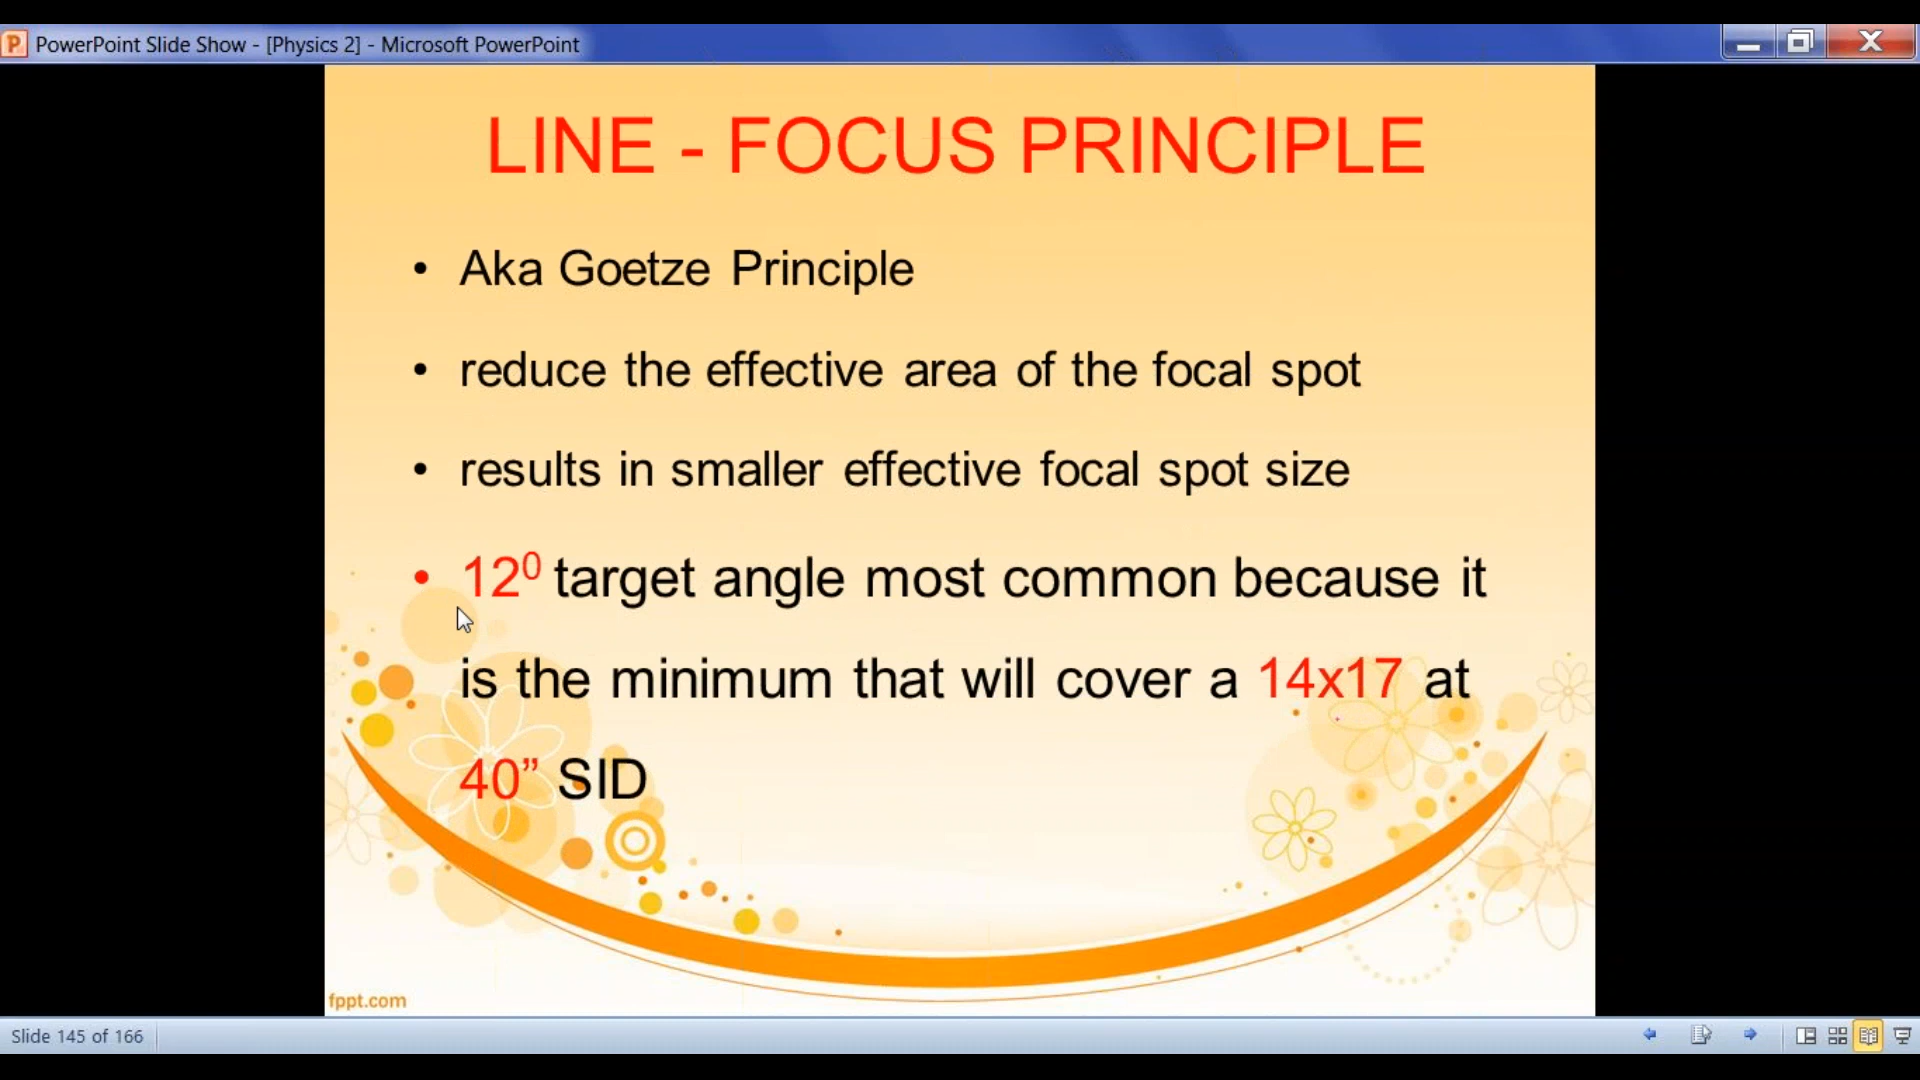 PowerPoint Slide Show - [Physics 2] - Microsoft PowerPoint
LINE - FOCUS PRINCIPLE
• Aka Goetze Principle
• reduce the effective area of the focal spot
• results in smaller effective focal spot size
• 12⁰ target angle most common because it
is the minimum that will cover a 14x17 at
40” SID
fppt.com
Slide 145 of 166